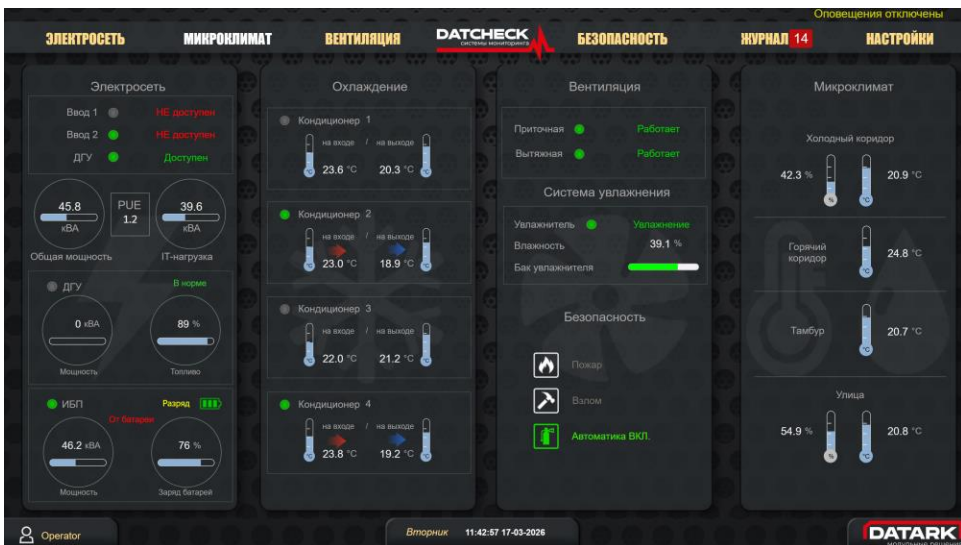 Оповещения отключены
ЭЛЕКТРОСЕТЬ МИКРОКЛИМАТ ВЕНТИЛЯЦИЯ DATCHECK БЕЗОПАСНОСТЬ ЖУРНАЛ 14 НАСТРОЙКИ
системы мониторинга
Электросеть
Ввод 1 НЕ доступен
Ввод 2 НЕ доступен
ДГУ Доступен
45.8 кВА
PUE 1.2
39.6 кВА
Общая мощность IT-нагрузка
ДГУ В норме
0 кВА 89 %
Мощность Топливо
ИБП Разряд
От батареи
46.2 кВА 76 %
Мощность Заряд батарей
Охлаждение
Кондиционер 1
на входе / на выходе
23.6 °C 20.3 °C
Кондиционер 2
на входе / на выходе
23.0 °C 18.9 °C
Кондиционер 3
на входе / на выходе
22.0 °C 21.2 °C
Кондиционер 4
на входе / на выходе
23.8 °C 19.2 °C
Вентиляция
Приточная Работает
Вытяжная Работает
Система увлажнения
Увлажнитель Увлажнение
Влажность 39.1 %
Бак увлажнителя
Безопасность
Пожар
Взлом
Автоматика ВКЛ.
Микроклимат
Холодный коридор
42.3 % % °C 20.9 °C
Горячий
коридор
°C 24.8 °C
Тамбур °C 20.7 °C
Улица
54.9 % % °C 20.8 °C
Operator
Вторник 11:42:57 17-03-2026
DATARK